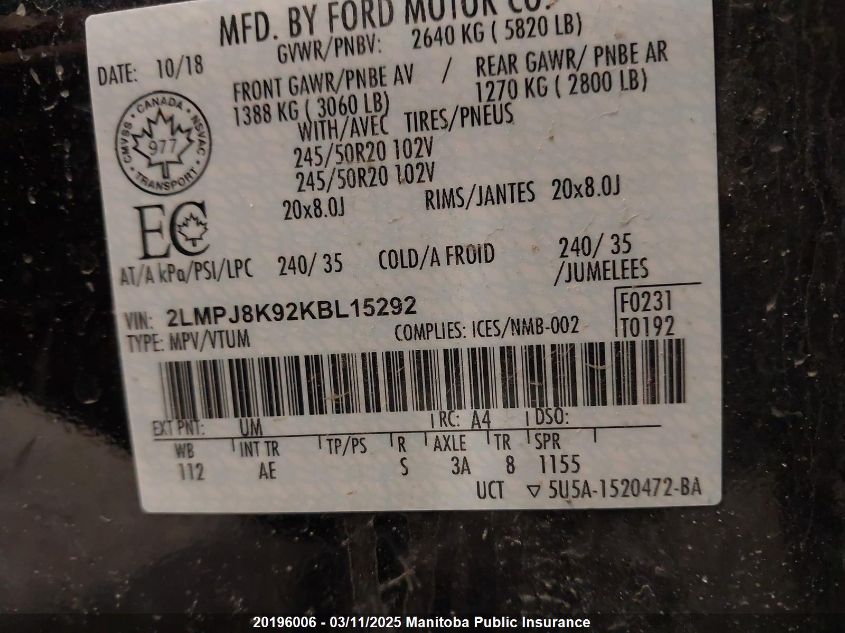 MFD. BY FORD MOTOR CO.
GVWR/PNBV: 2640 KG ( 5820 LB)
DATE: 10/18
FRONT GAWR/PNBE AV / REAR GAWR/ PNBE AR
1388 KG ( 3060 LB) 1270 KG ( 2800 LB)
WITH/AVEC TIRES/PNEUS
245/50R20 102V
245/50R20 102V
20x8.0J RIMS/JANTES 20x8.0J
CANADA
CMVSS 977 NSVAC
TRANSPORT
EC
AT/A kPa/PSI/LPC 240/ 35 COLD/A FROID 240/ 35
/JUMELEES
VIN: 2LMPJ8K92KBL15292 F0231
TYPE: MPV/VTUM COMPLIES: ICES/NMB-002 T0192
EXT PNT: UM RC: A4 DSO:
WB INT TR TP/PS R AXLE TR SPR
112 AE S 3A 8 1155
UCT ▽ 5U5A-1520472-BA
20196006 - 03/11/2025 Manitoba Public Insurance